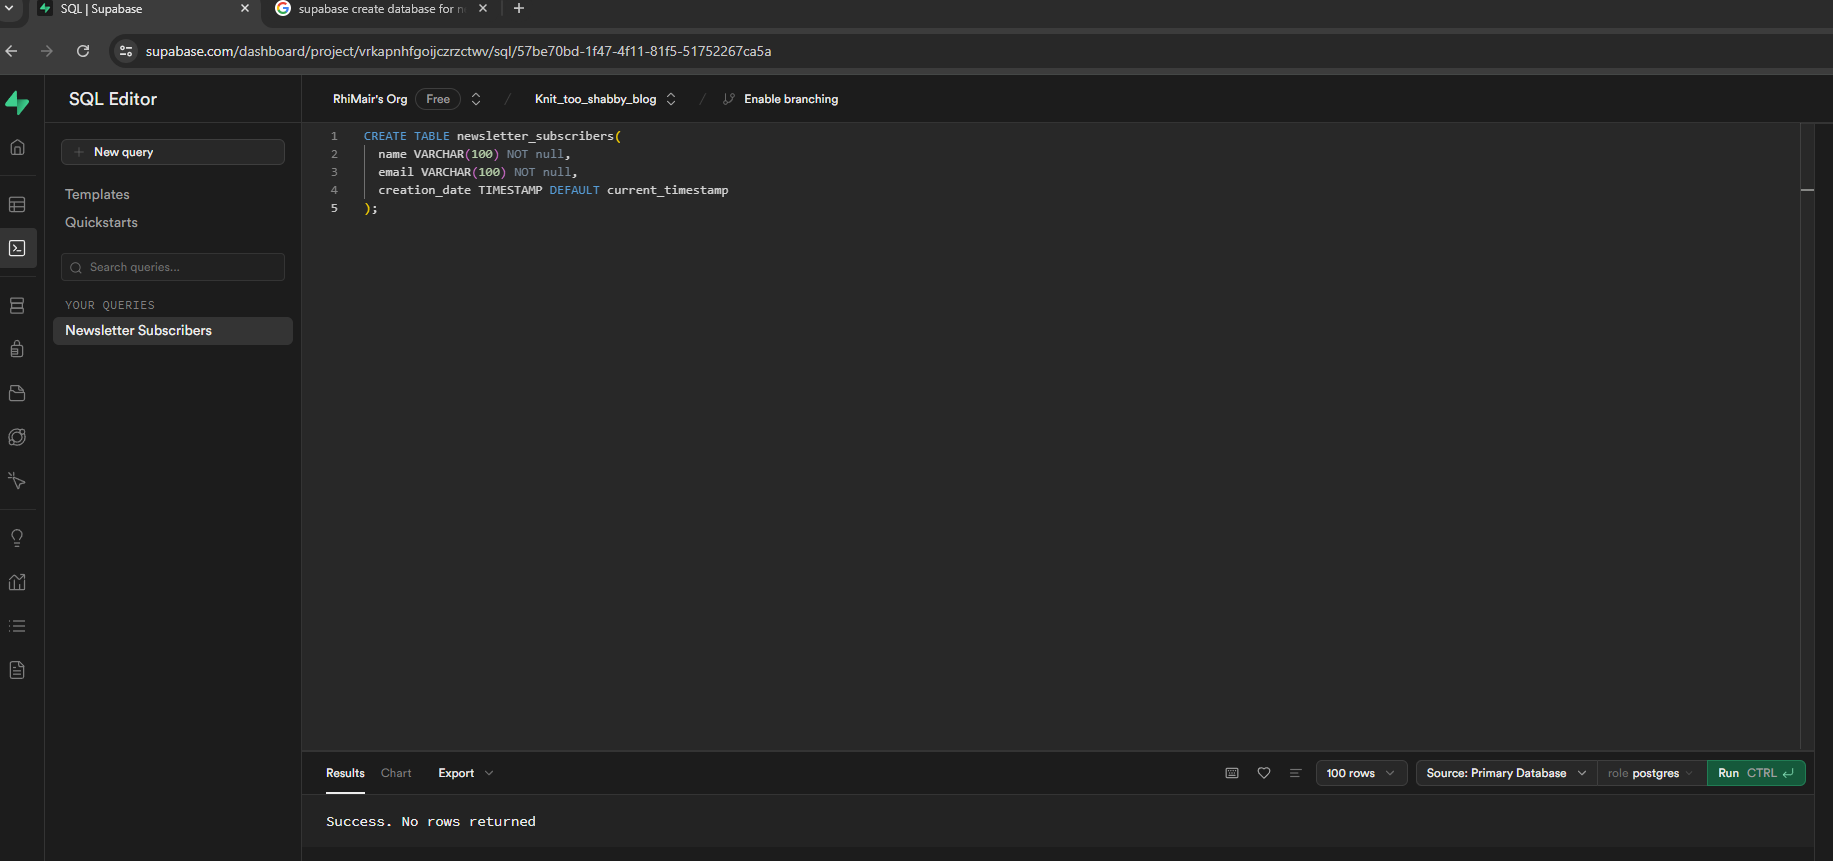 SQL | Supabase
supabase create database for n
supabase.com/dashboard/project/vrkapnhfgoijczrzctwv/sql/57be70bd-1f47-4f11-81f5-51752267ca5a
SQL Editor
RhiMair's Org Free / Knit_too_shabby_blog / Enable branching
New query
Templates
Quickstarts
Search queries...
YOUR QUERIES
Newsletter Subscribers
1 CREATE TABLE newsletter_subscribers(
2 name VARCHAR(100) NOT null,
3 email VARCHAR(100) NOT null,
4 creation_date TIMESTAMP DEFAULT current_timestamp
5 );
Results Chart Export 100 rows Source: Primary Database role postgres Run CTRL
Success. No rows returned